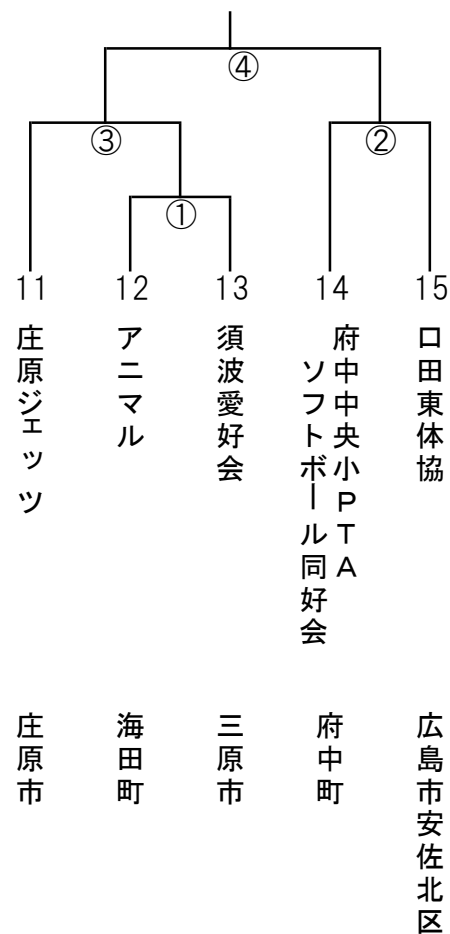 ④
③
②
①
11
12
13
14
15
庄原ジェッツ
アニマル
須波愛好会
府中中央小PTA
ソフトボール同好会
口田東体協
庄原市
海田町
三原市
府中町
広島市安佐北区